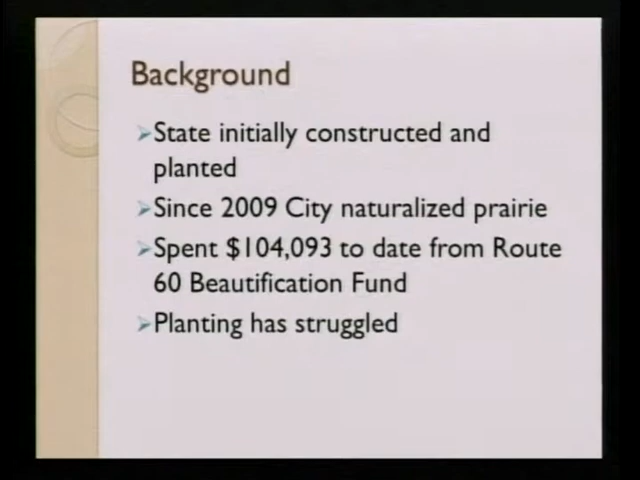 Background
State initially constructed and
planted
Since 2009 City naturalized prairie
Spent $104,093 to date from Route
60 Beautification Fund
Planting has struggled